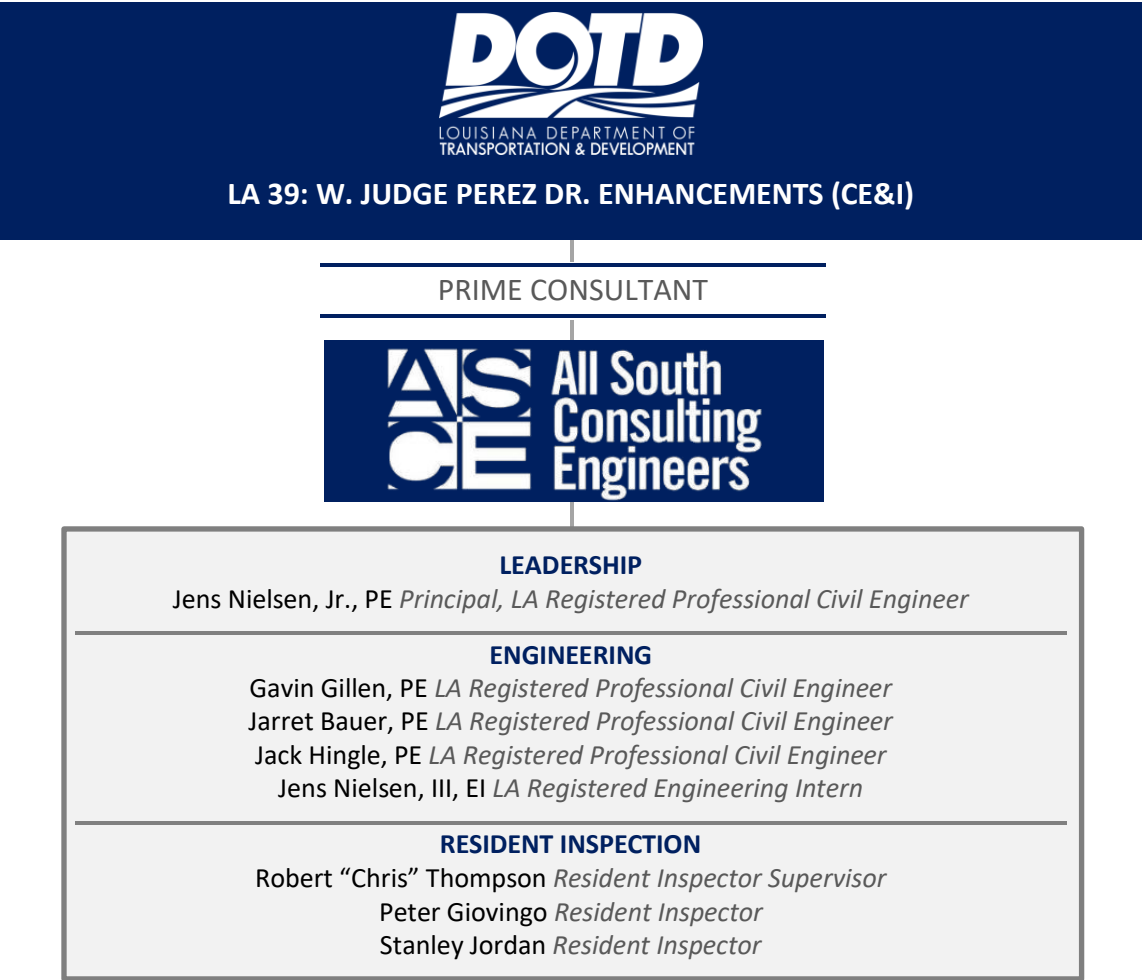 DOTD
LOUISIANA DEPARTMENT OF
TRANSPORTATION & DEVELOPMENT
LA 39: W. JUDGE PEREZ DR. ENHANCEMENTS (CE&I)
PRIME CONSULTANT
AS
CE
All South
Consulting
Engineers
LEADERSHIP
Jens Nielsen, Jr., PE Principal, LA Registered Professional Civil Engineer
ENGINEERING
Gavin Gillen, PE LA Registered Professional Civil Engineer
Jarret Bauer, PE LA Registered Professional Civil Engineer
Jack Hingle, PE LA Registered Professional Civil Engineer
Jens Nielsen, III, EI LA Registered Engineering Intern
RESIDENT INSPECTION
Robert “Chris” Thompson Resident Inspector Supervisor
Peter Giovingo Resident Inspector
Stanley Jordan Resident Inspector